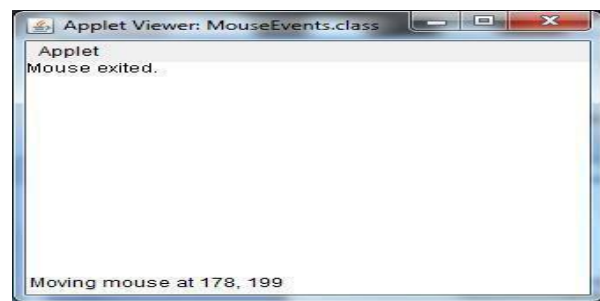 Applet Viewer: MouseEvents.class
Applet
Mouse exited.
Moving mouse at 178, 199